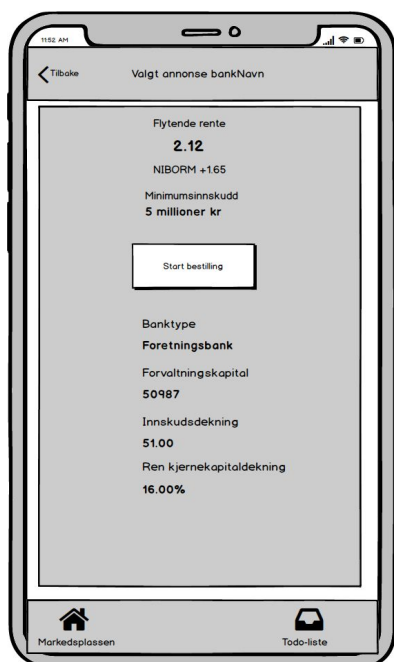 11:52 AM
Tilbake
Valgt annonse bankNavn
Flytende rente
2.12
NIBORM +1.65
Minimumsinnskudd
5 millioner kr
Start bestilling
Banktype
Foretningsbank
Forvaltningskapital
50987
Innskudsdekning
51.00
Ren kjernekapitaldekning
16.00%
Markedsplassen
Todo-liste